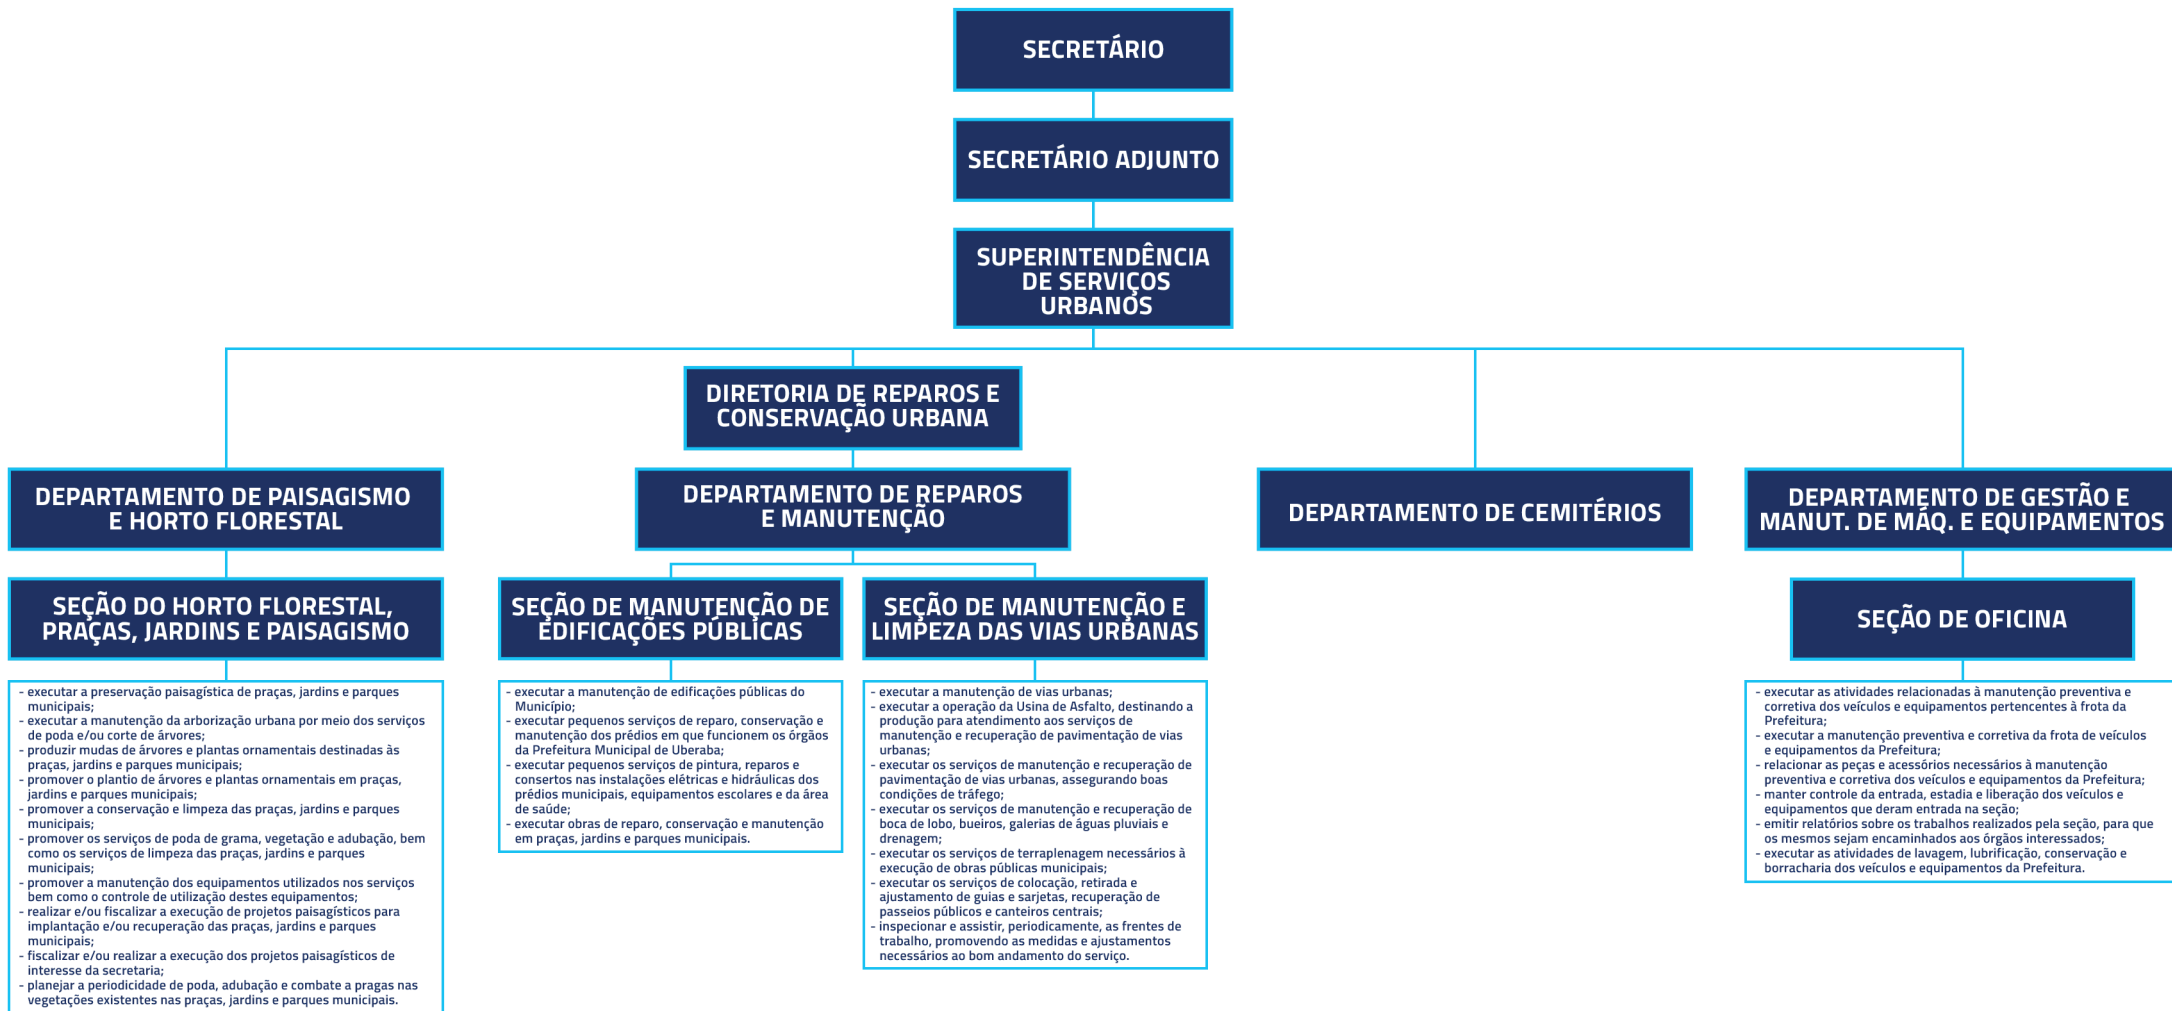 SECRETÁRIO
SECRETÁRIO ADJUNTO
SUPERINTENDÊNCIA
DE SERVIÇOS
URBANOS
DIRETORIA DE REPAROS E
CONSERVAÇÃO URBANA
DEPARTAMENTO DE PAISAGISMO
E HORTO FLORESTAL
DEPARTAMENTO DE REPAROS
E MANUTENÇÃO
DEPARTAMENTO DE CEMITÉRIOS
DEPARTAMENTO DE GESTÃO E
MANUT. DE MÁQ. E EQUIPAMENTOS
SEÇÃO DO HORTO FLORESTAL,
PRAÇAS, JARDINS E PAISAGISMO
SEÇÃO DE MANUTENÇÃO DE
EDIFICAÇÕES PÚBLICAS
SEÇÃO DE MANUTENÇÃO E
LIMPEZA DAS VIAS URBANAS
SEÇÃO DE OFICINA
- executar a preservação paisagística de praças, jardins e parques
municipais;
- executar a manutenção da arborização urbana por meio dos serviços
de poda e/ou corte de árvores;
- produzir mudas de árvores e plantas ornamentais destinadas às
praças, jardins e parques municipais;
- promover o plantio de árvores e plantas ornamentais em praças,
jardins e parques municipais;
- promover a conservação e limpeza das praças, jardins e parques
municipais;
- promover os serviços de poda de grama, vegetação e adubação, bem
como os serviços de limpeza das praças, jardins e parques
municipais;
- promover a manutenção dos equipamentos utilizados nos serviços
bem como o controle de utilização destes equipamentos;
- realizar e/ou fiscalizar a execução de projetos paisagísticos para
implantação e/ou recuperação das praças, jardins e parques
municipais;
- fiscalizar e/ou realizar a execução dos projetos paisagísticos de
interesse da secretaria;
- planejar a periodicidade de poda, adubação e combate a pragas nas
vegetações existentes nas praças, jardins e parques municipais.
- executar a manutenção de edificações públicas do
Município;
- executar pequenos serviços de reparo, conservação e
manutenção dos prédios em que funcionem os órgãos
da Prefeitura Municipal de Uberaba;
- executar pequenos serviços de pintura, reparos e
consertos nas instalações elétricas e hidráulicas dos
prédios municipais, equipamentos escolares e da área
de saúde;
- executar obras de reparo, conservação e manutenção
em praças, jardins e parques municipais.
- executar a manutenção de vias urbanas;
- executar a operação da Usina de Asfalto, destinando a
produção para atendimento aos serviços de
manutenção e recuperação de pavimentação de vias
urbanas;
- executar os serviços de manutenção e recuperação de
pavimentação de vias urbanas, assegurando boas
condições de tráfego;
- executar os serviços de manutenção e recuperação de
boca de lobo, bueiros, galerias de águas pluviais e
drenagem;
- executar os serviços de terraplenagem necessários à
execução de obras públicas municipais;
- executar os serviços de colocação, retirada e
ajustamento de guias e sarjetas, recuperação de
passeios públicos e canteiros centrais;
- inspecionar e assistir, periodicamente, as frentes de
trabalho, promovendo as medidas e ajustamentos
necessários ao bom andamento do serviço.
- executar as atividades relacionadas à manutenção preventiva e
corretiva dos veículos e equipamentos pertencentes à frota da
Prefeitura;
- executar a manutenção preventiva e corretiva da frota de veículos
e equipamentos da Prefeitura;
- relacionar as peças e acessórios necessários à manutenção
preventiva e corretiva dos veículos e equipamentos da Prefeitura;
- manter controle da entrada, estadia e liberação dos veículos e
equipamentos que deram entrada na seção;
- emitir relatórios sobre os trabalhos realizados pela seção, para que
os mesmos sejam encaminhados aos órgãos interessados;
- executar as atividades de lavagem, lubrificação, conservação e
borracharia dos veículos e equipamentos da Prefeitura.